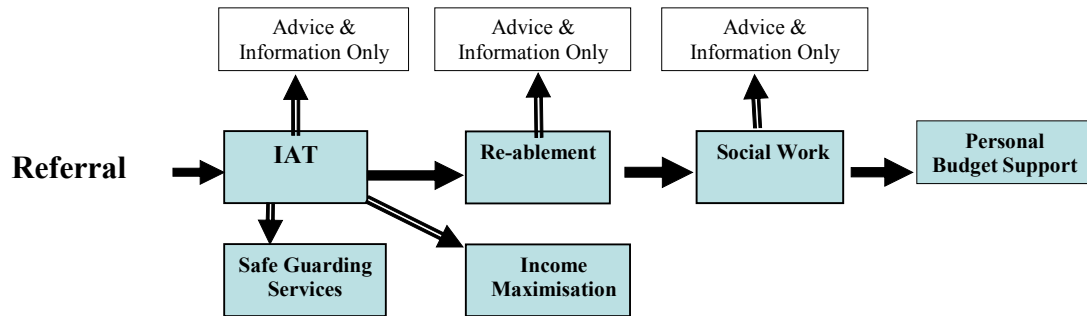 Advice &
Information Only
Advice &
Information Only
Advice &
Information Only
Referral
IAT
Re-ablement
Social Work
Personal
Budget Support
Safe Guarding
Services
Income
Maximisation